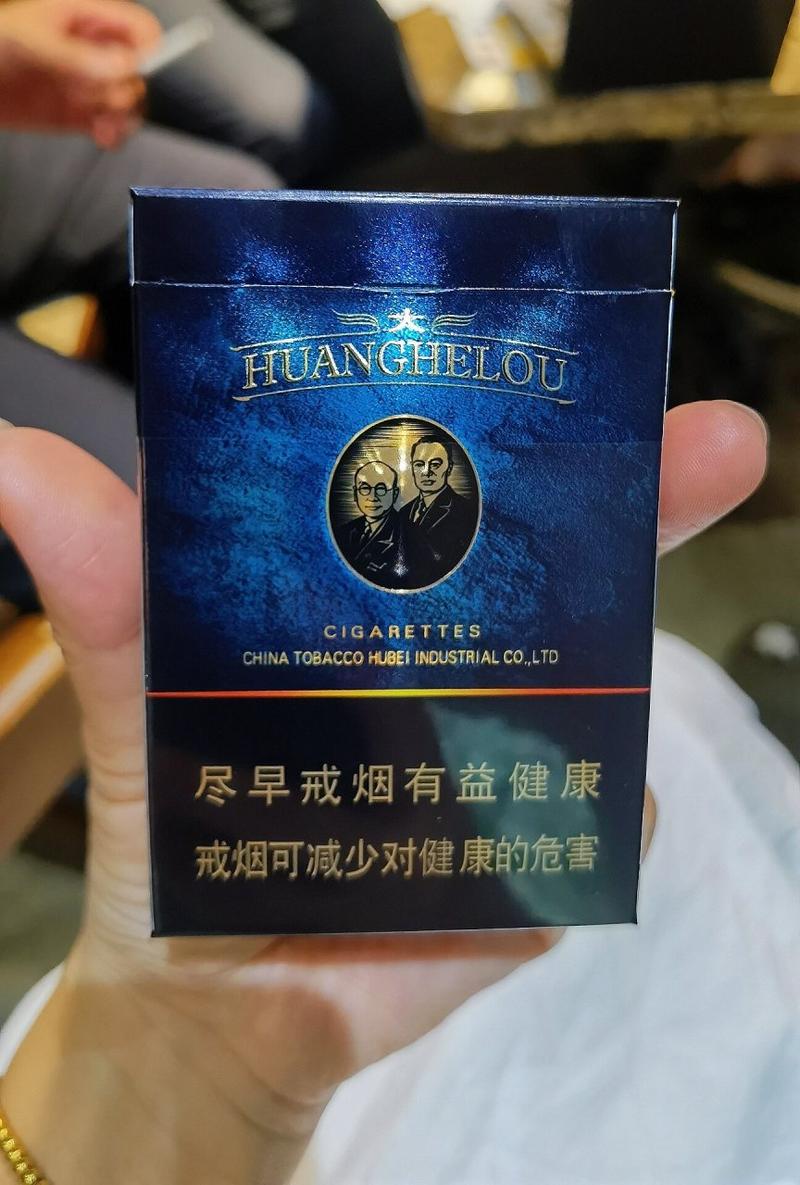 HUANGHELOU
CIGARETTES
CHINA TOBACCO HUBEI INDUSTRIAL CO.,LTD
尽早戒烟有益健康
戒烟可减少对健康的危害